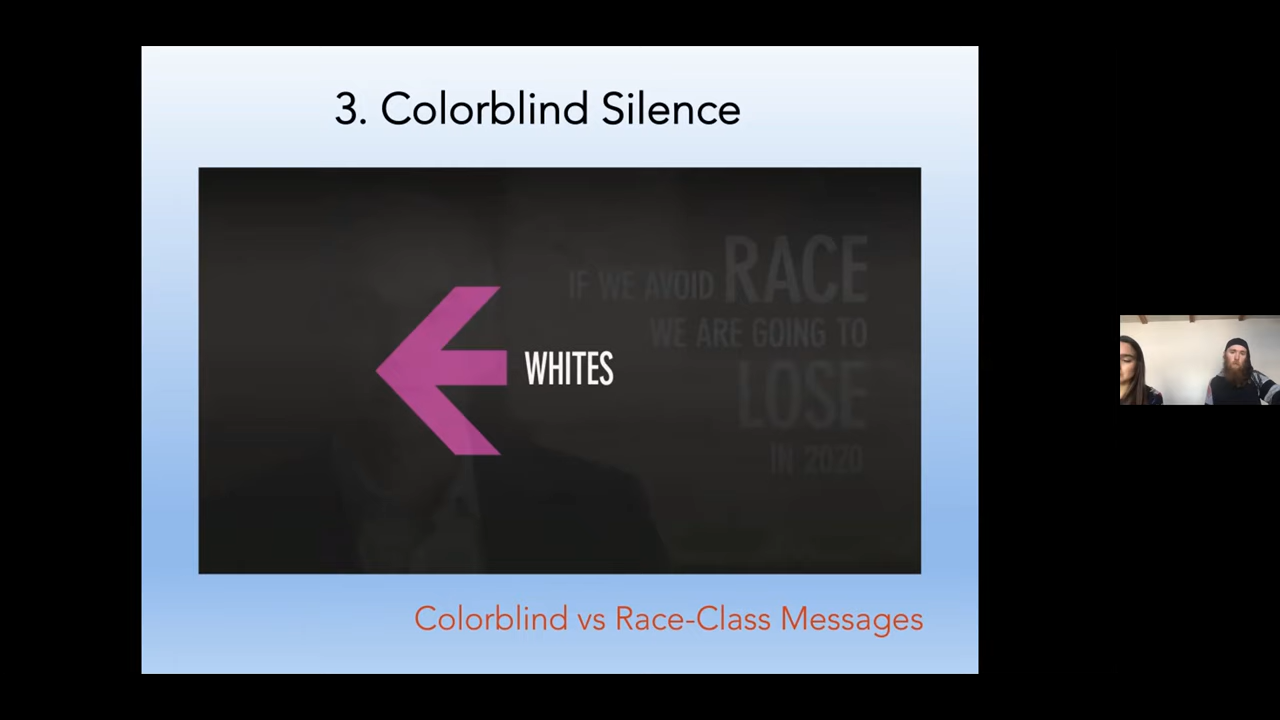 3. Colorblind Silence
IF WE AVOID RACE
WE ARE GOING TO
LOSE
IN 2020
WHITES
Colorblind vs Race-Class Messages